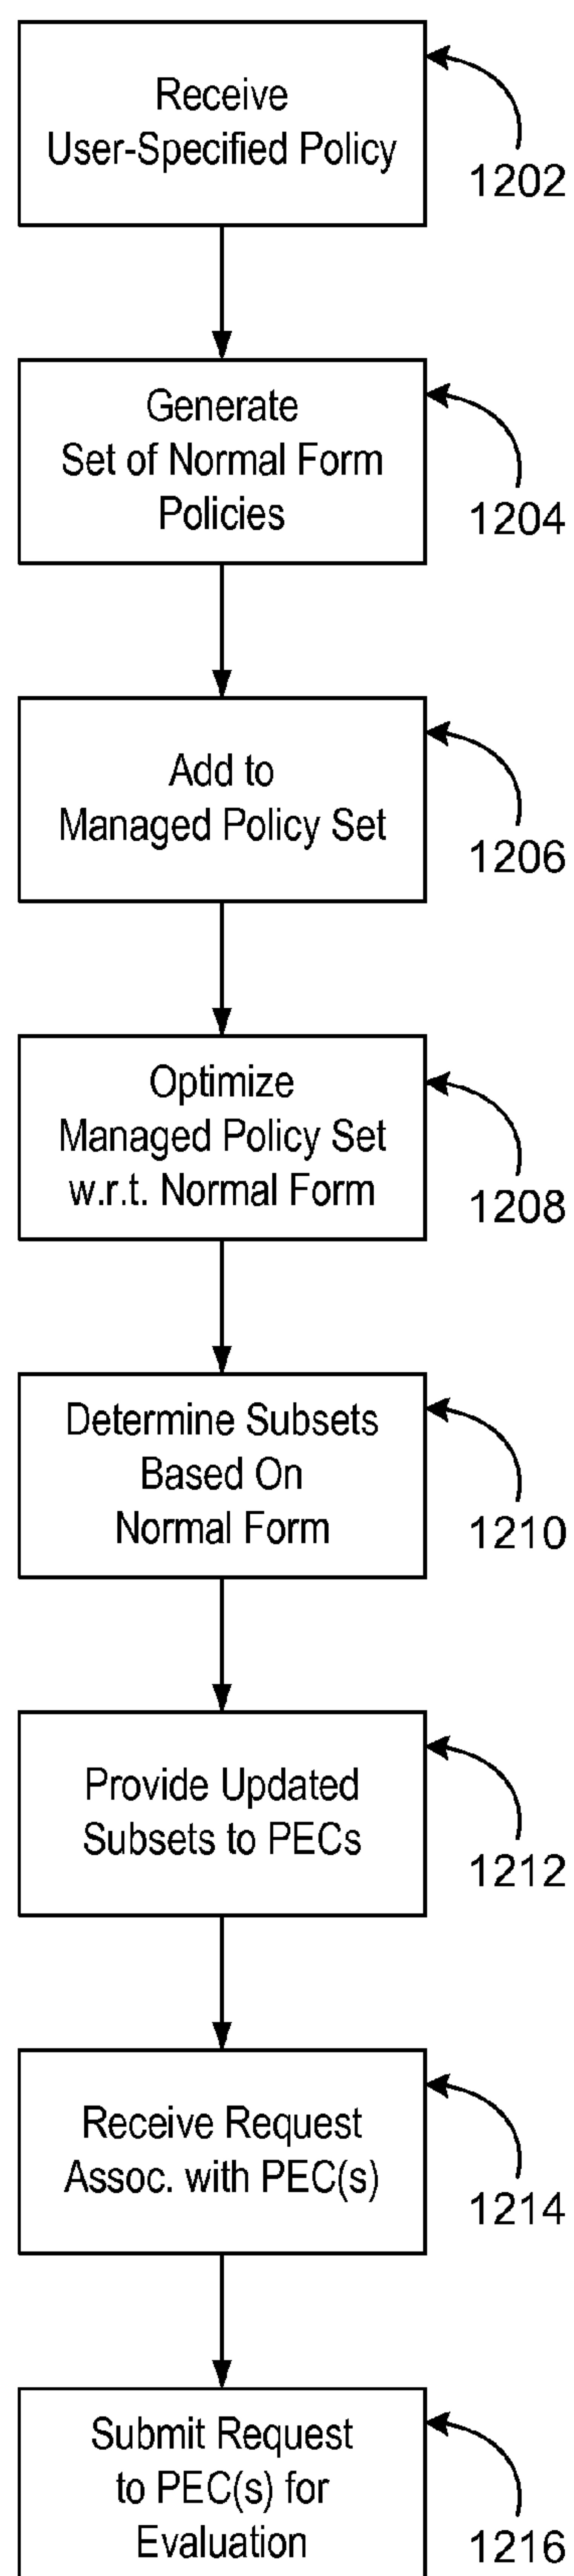 Receive
User-Specified Policy
1202
Generate
Set of Normal Form
Policies
1204
Add to
Managed Policy Set
1206
Optimize
Managed Policy Set
w.r.t. Normal Form
1208
Determine Subsets
Based On
Normal Form
1210
Provide Updated
Subsets to PECs
1212
Receive Request
Assoc. with PEC(s)
1214
Submit Request
to PEC(s) for
Evaluation
1216